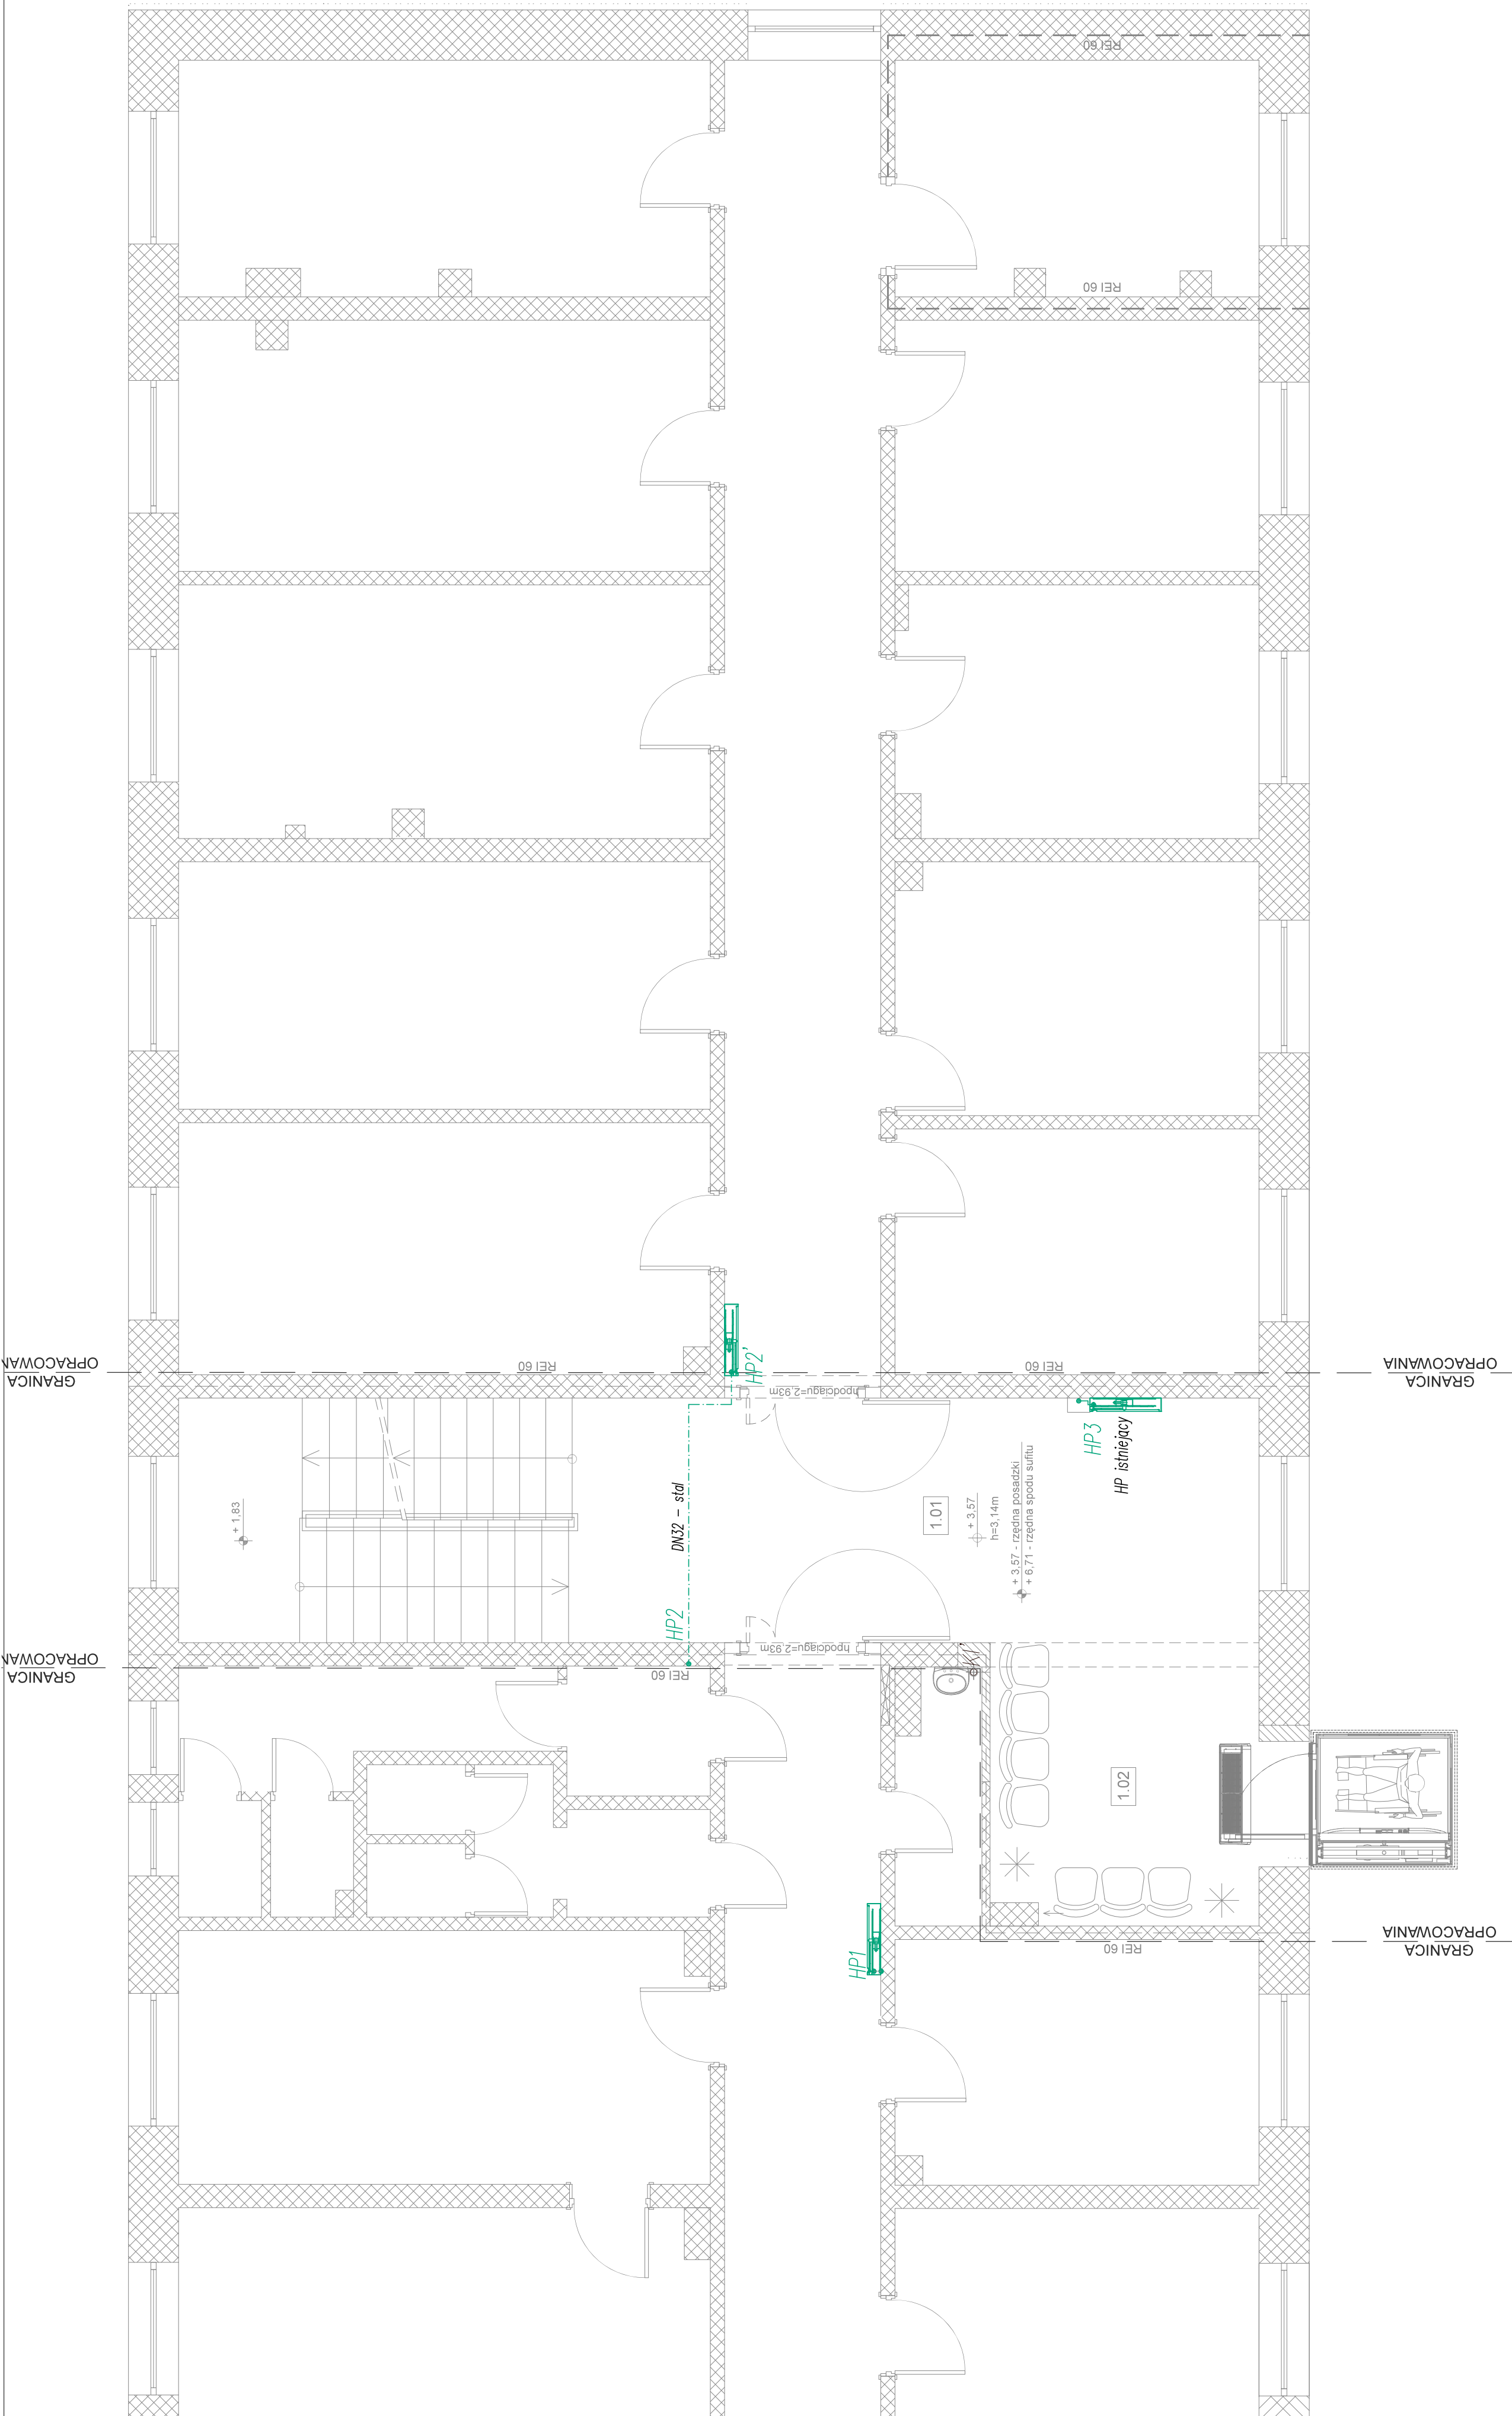 REI 60
REI 60
GRANICA
OPRACOWAN
REI 60
HP2'
hpodciągu=2,93m
REI 60
GRANICA
OPRACOWANIA
HP3
HP istniejący
+ 1,83
DN32 – stal
1.01
+ 3,57
h=3,14m
+ 3,57 - rzędna posadzki
+ 6,71 - rzędna spodu sufitu
HP2
hpodciągu=2,93m
GRANICA
OPRACOWAN
REI 60
1.02
HP1
REI 60
GRANICA
OPRACOWANIA